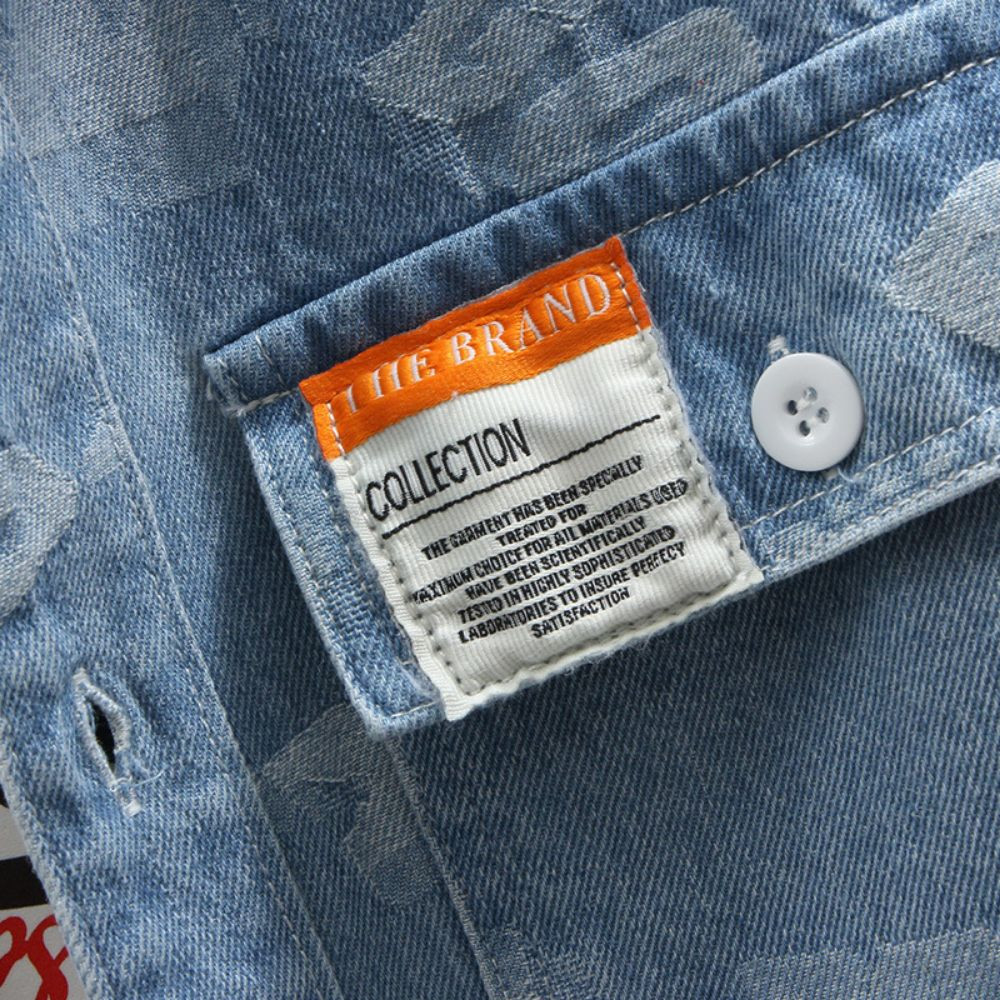 THE BRAND
COLLECTION
THE GARMENT HAS BEEN SPECIALLY
TREATED FOR
MAXIMUM CHOICE FOR ALL MATERIALS USED
HAVE BEEN SCIENTIFICALLY
TESTED IN HIGHLY SOPHISTICATED
LABORATORIES TO INSURE PERFECY
SATISFACTION